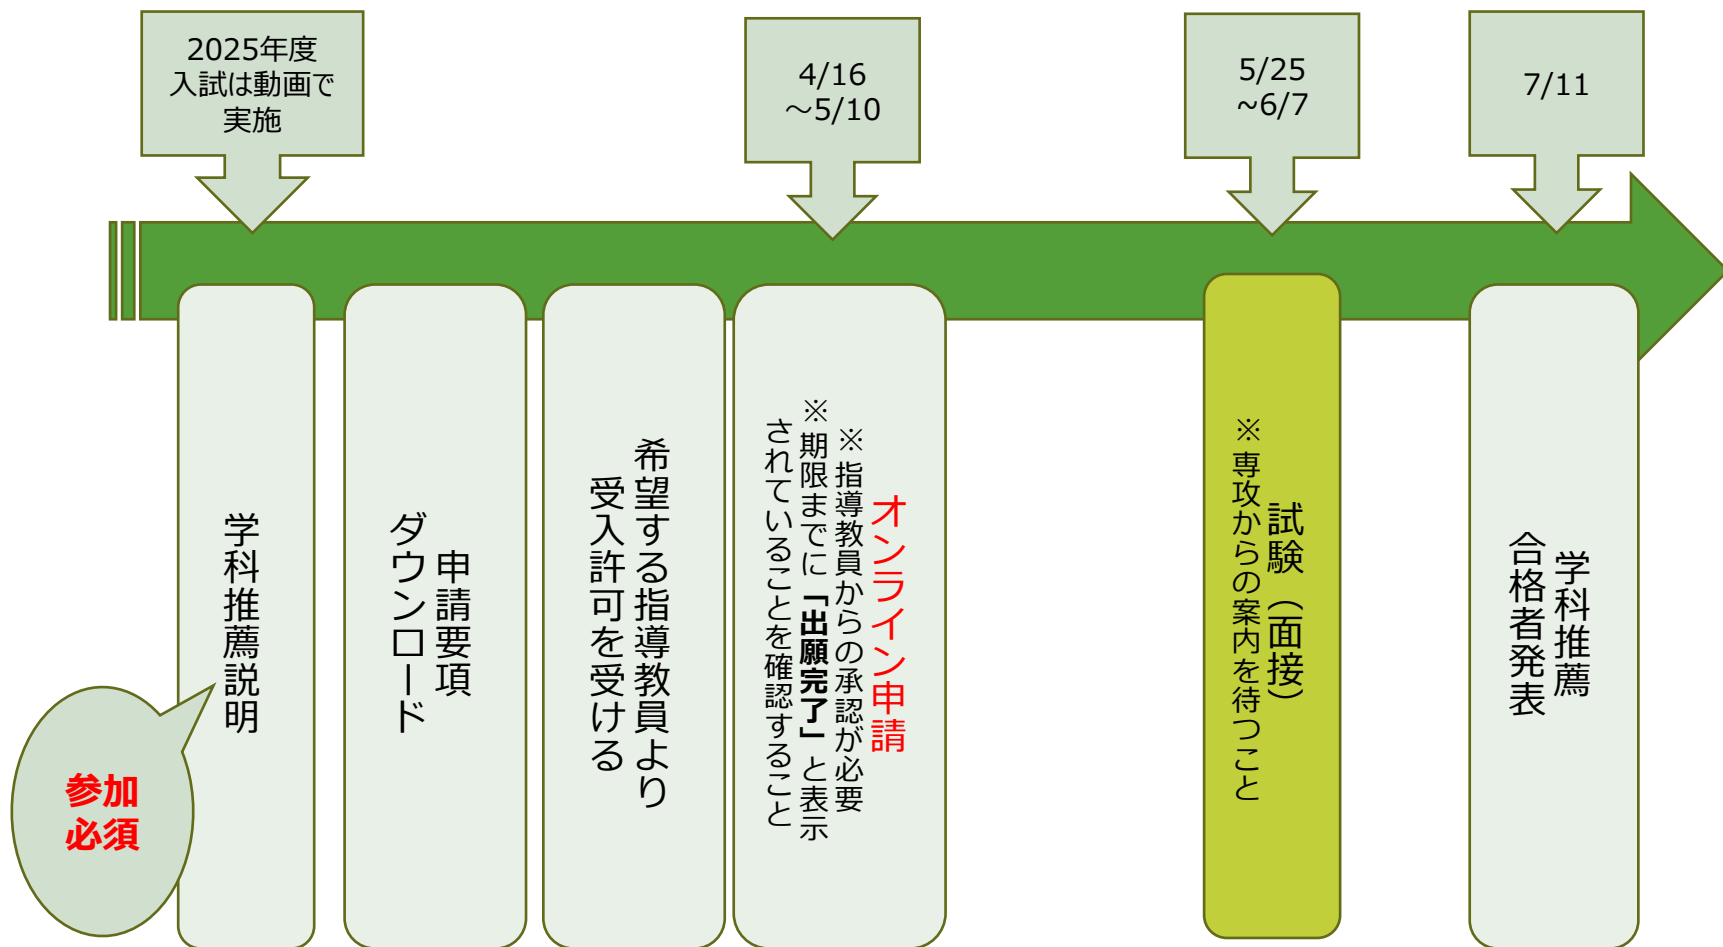 2025年度
入試は動画で
実施
4/16
～5/10
5/25
~6/7
7/11
学科推薦説明
参加
必須
申請要項
ダウンロード
希望する指導教員より
受入許可を受ける
オンライン申請
※指導教員からの承認が必要
※期限までに「出願完了」と表示
されていることを確認すること
試験（面接）
※専攻からの案内を待つこと
学科推薦
合格者発表